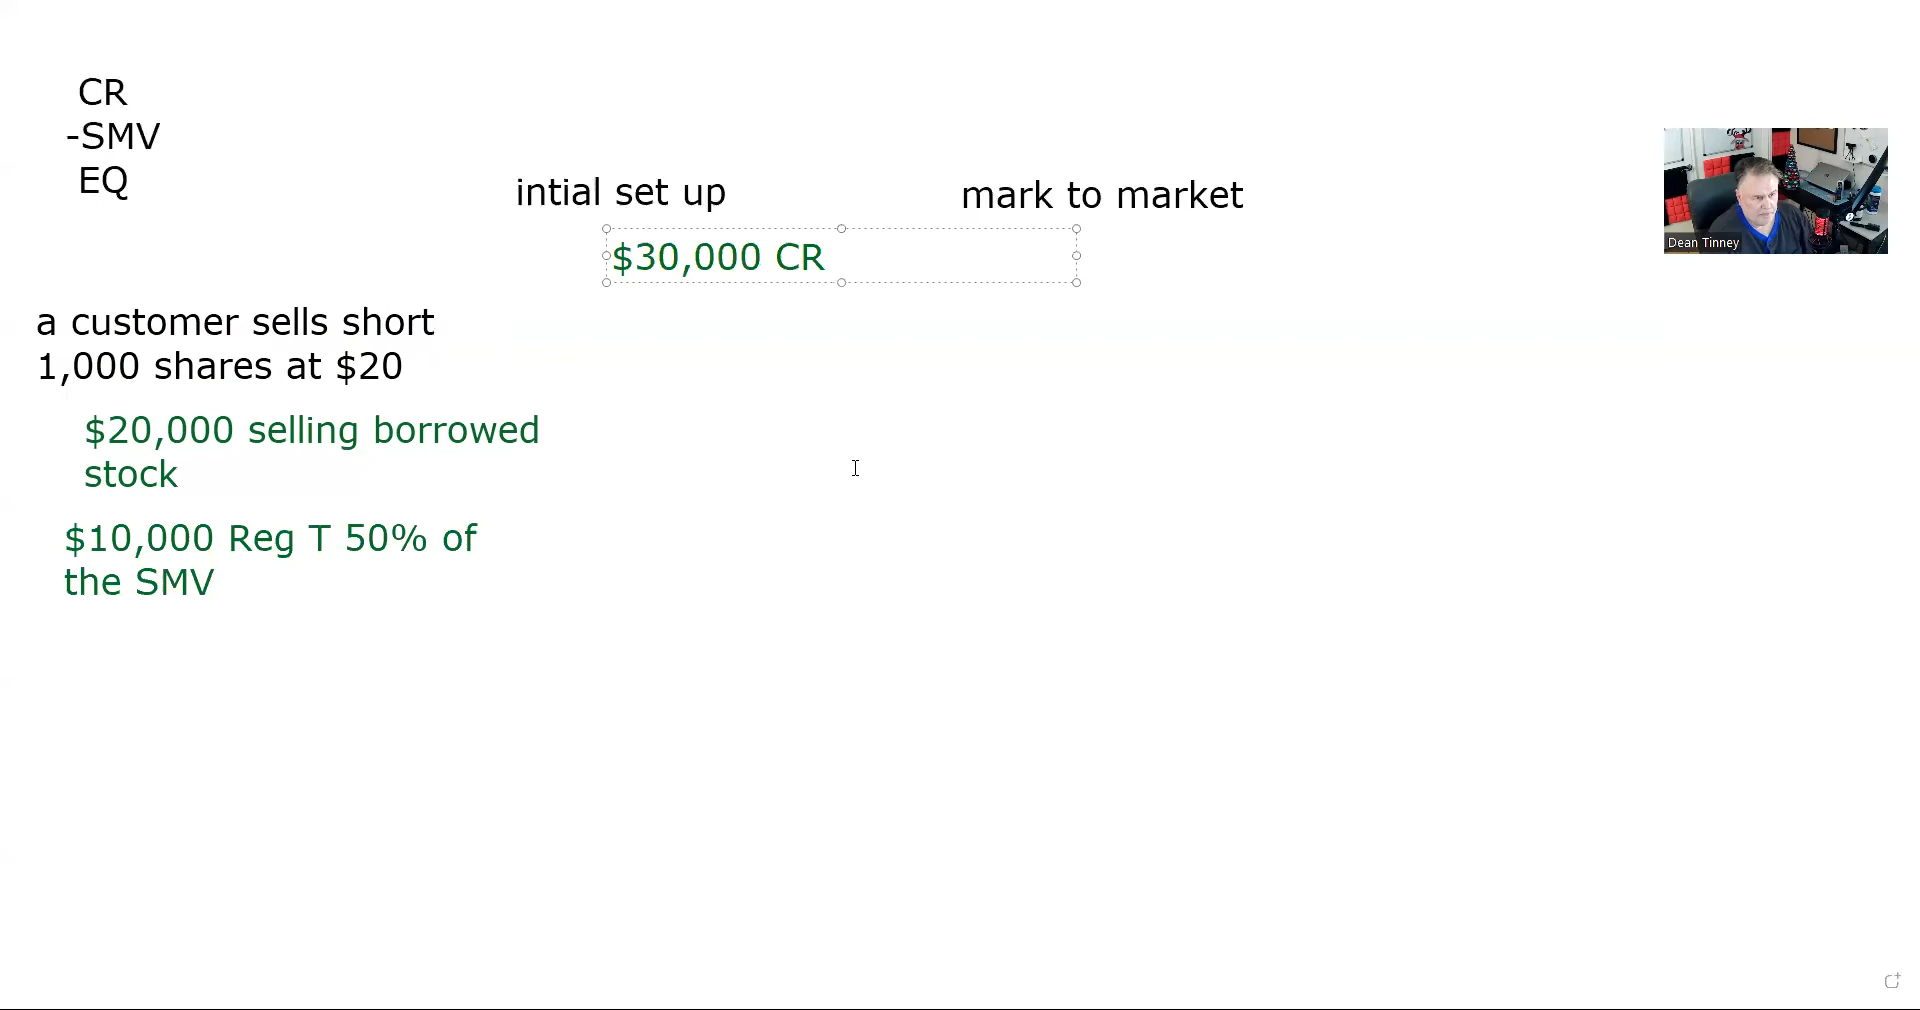 CR
-SMV
EQ
intial set up
mark to market
$30,000 CR
a customer sells short
1,000 shares at $20
$20,000 selling borrowed
stock
$10,000 Reg T 50% of
the SMV
Dean Tinney